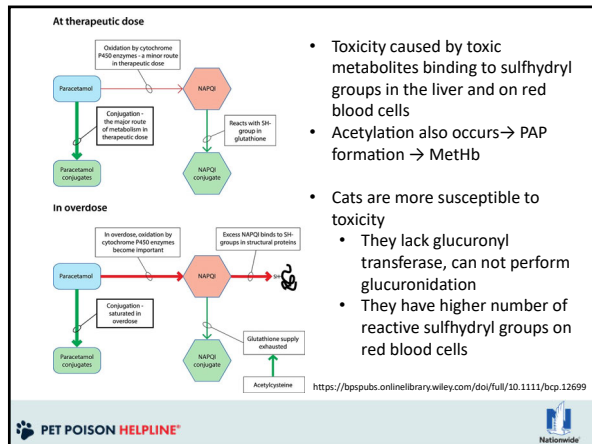 At therapeutic dose
Oxidation by cytochrome
P450 enzymes - a minor route
in therapeutic dose
Paracetamol
NAPQI
Conjugation -
the major route
of metabolism in
therapeutic dose
Reacts with SH-
group in
glutathione
Paracetamol
conjugates
NAPQI
conjugate
In overdose
In overdose, oxidation by
cytochrome P450 enzymes
become important
Excess NAPQI binds to SH-
groups in structural proteins
Paracetamol
NAPQI
SH
Conjugation -
saturated in
overdose
Glutathione supply
exhausted
Paracetamol
conjugates
NAPQI
conjugate
Acetylcysteine
• Toxicity caused by toxic
metabolites binding to sulfhydryl
groups in the liver and on red
blood cells
• Acetylation also occurs→ PAP
formation → MetHb
• Cats are more susceptible to
toxicity
• They lack glucuronyl
transferase, can not perform
glucuronidation
• They have higher number of
reactive sulfhydryl groups on
red blood cells
https://bpspubs.onlinelibrary.wiley.com/doi/full/10.1111/bcp.12699
PET POISON HELPLINE®
Nationwide®